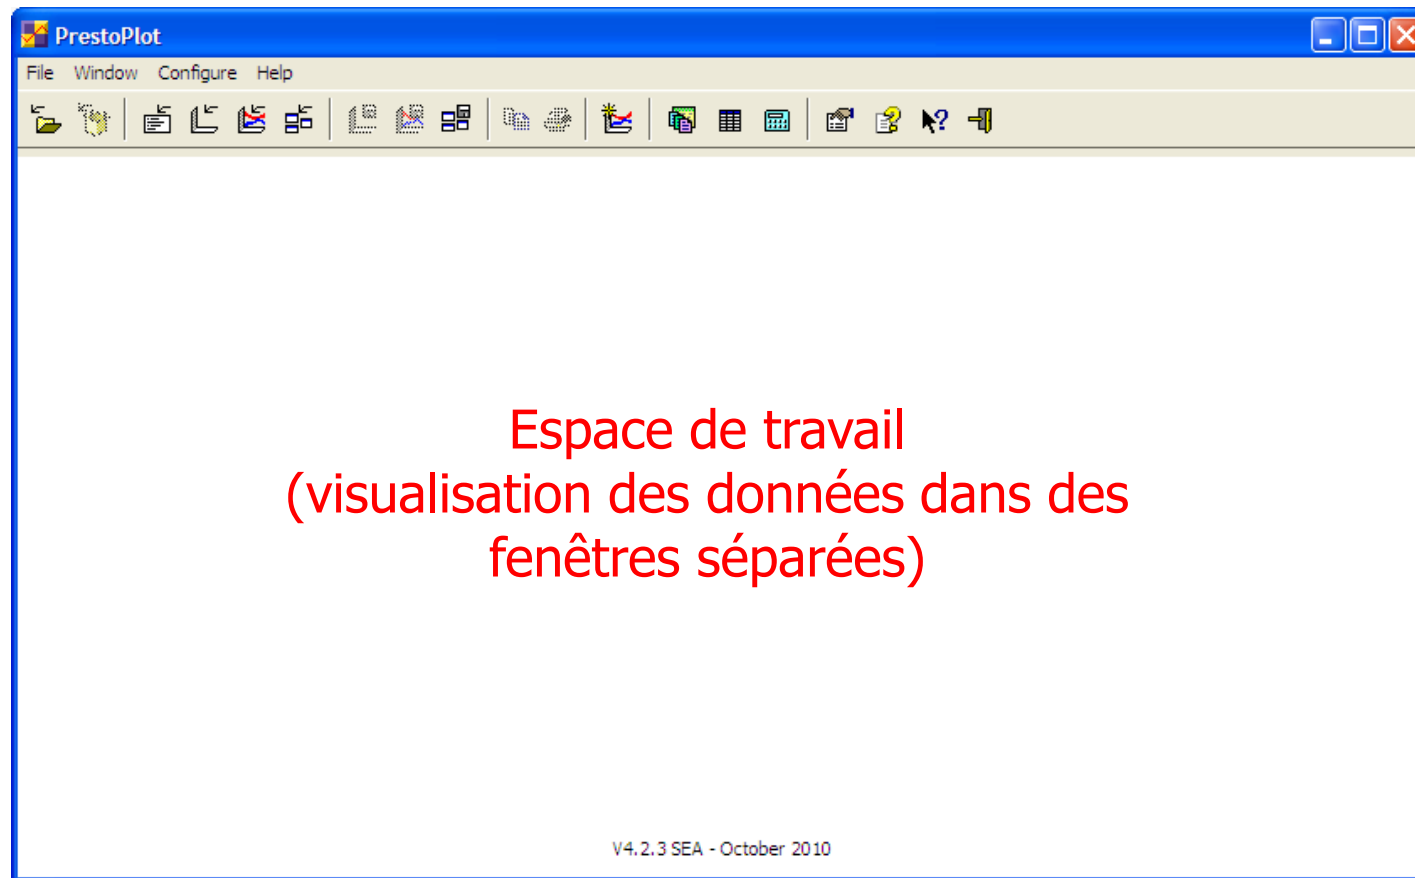 PrestoPlot
File Window Configure Help
Espace de travail
(visualisation des données dans des
fenêtres séparées)
V4.2.3 SEA - October 2010